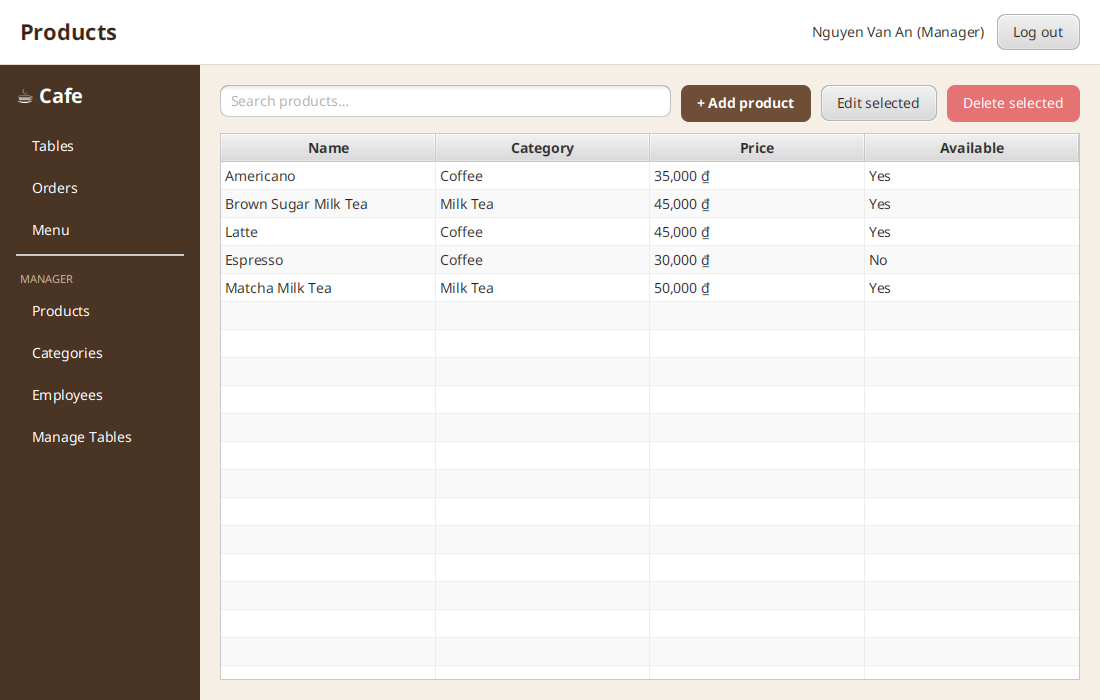 Products
Nguyen Van An (Manager)
Log out
☕ Cafe
Tables
Orders
Menu
MANAGER
Products
Categories
Employees
Manage Tables
Search products...
+ Add product
Edit selected
Delete selected
Name Category Price Available
Americano Coffee 35,000 ₫ Yes
Brown Sugar Milk Tea Milk Tea 45,000 ₫ Yes
Latte Coffee 45,000 ₫ Yes
Espresso Coffee 30,000 ₫ No
Matcha Milk Tea Milk Tea 50,000 ₫ Yes